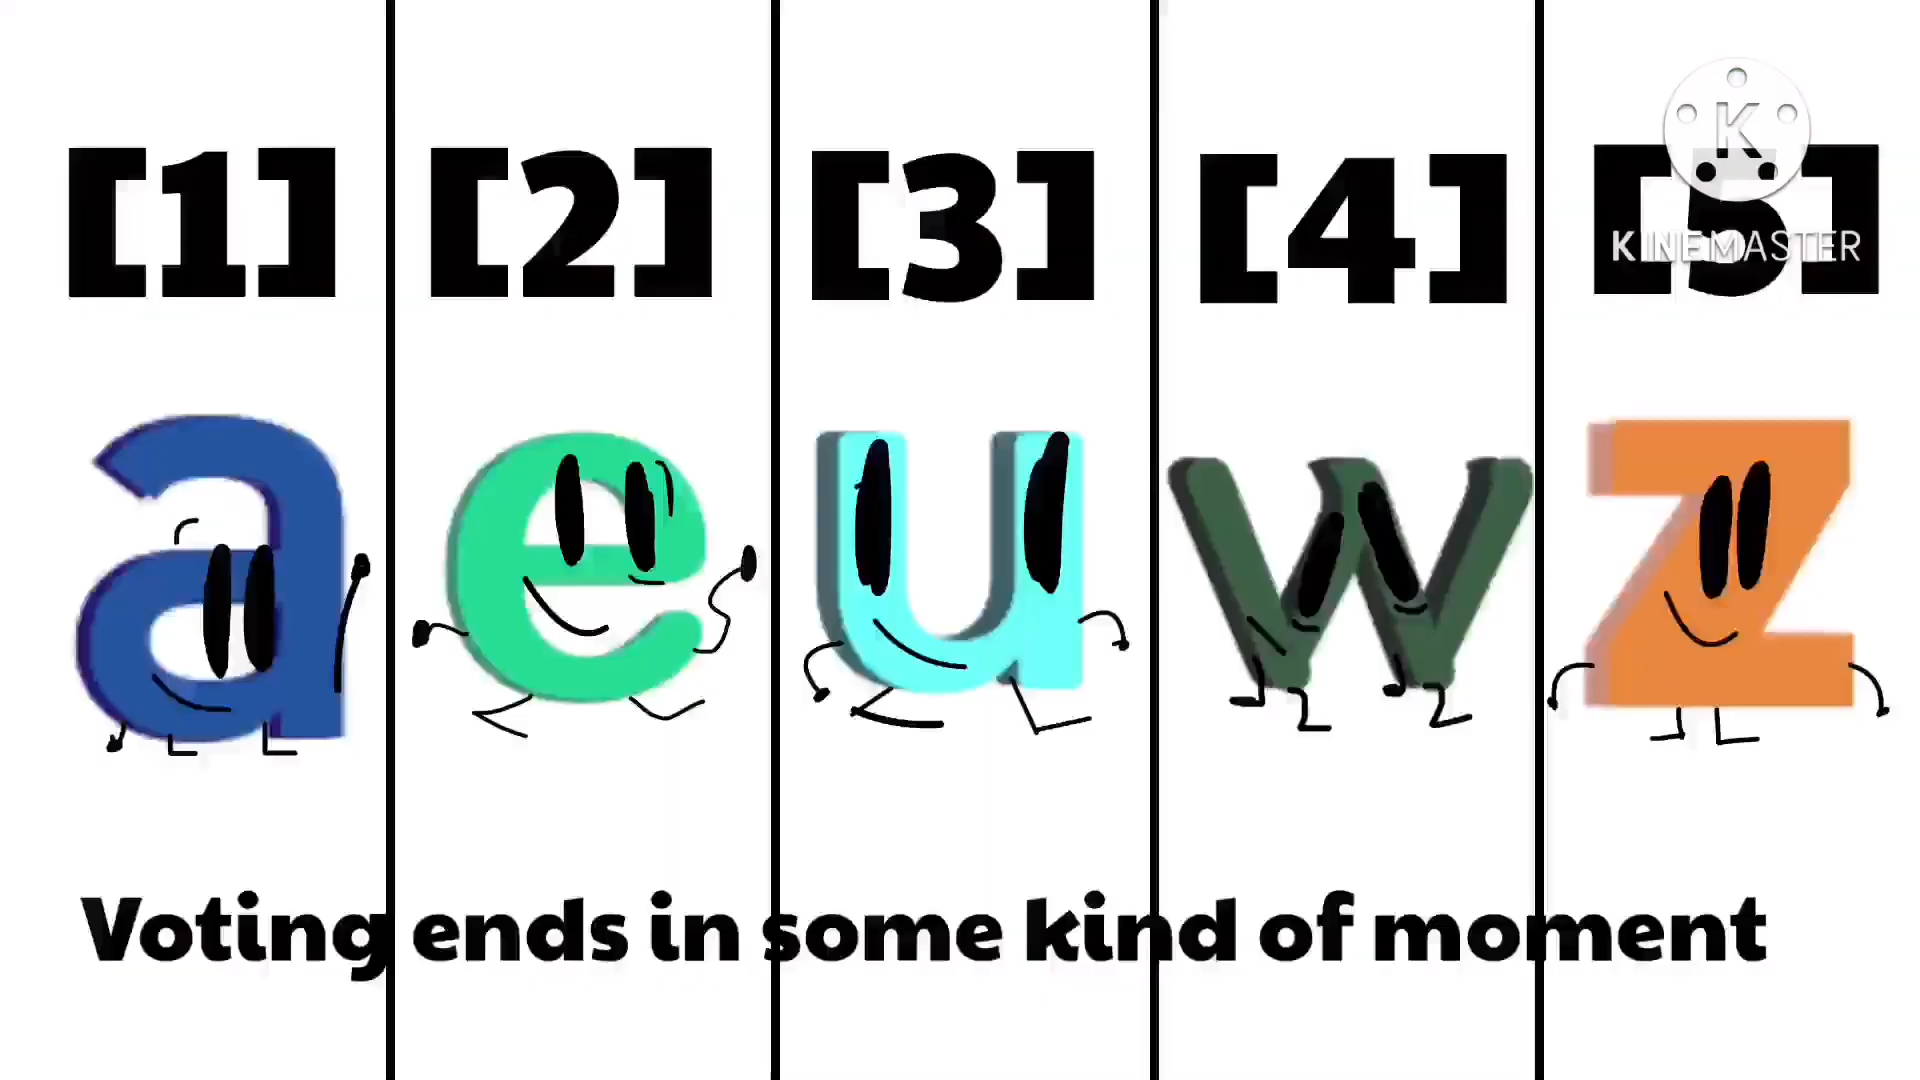 [1] [2] [3] [4] [5]
K
KINEMASTER
a e u w z
Voting ends in some kind of moment